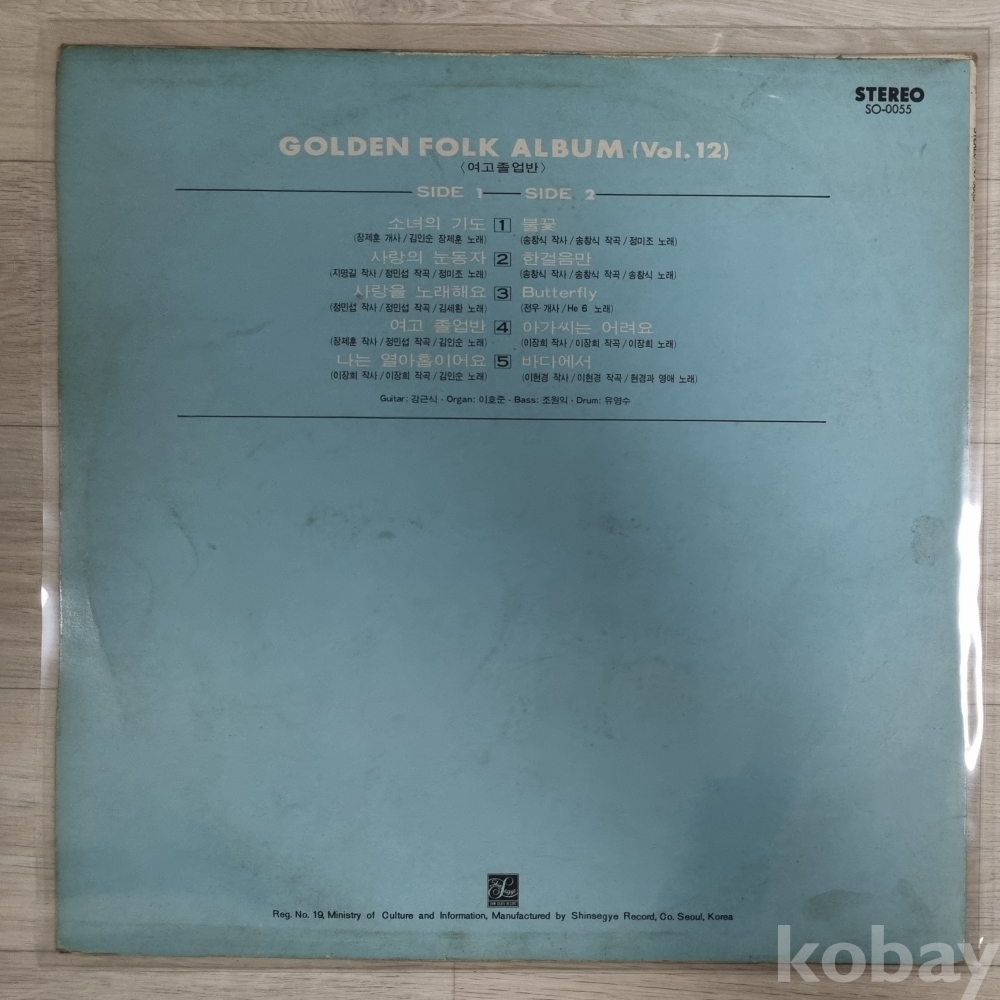 STEREO
SO-0055
GOLDEN FOLK ALBUM (Vol. 12)
〈여고졸업반〉
SIDE 1 SIDE 2
소녀의 기도 1 불꽃
(장제훈 개사/김인순 장제훈 노래) (송창식 작사/송창식 작곡/정미조 노래)
사랑의 눈동자 2 한걸음만
(지명길 작사/정민섭 작곡/정미조 노래) (송창식 작사/송창식 작곡/송창식 노래)
사랑을 노래해요 3 Butterfly
(정민섭 작사/정민섭 작곡/김세환 노래) (전우 개사/He 6 노래)
여고 졸업반 4 아가씨는 어려요
(장제훈 작사/정민섭 작곡/김인순 노래) (이장희 작사/이장희 작곡/이장희 노래)
나는 열아홉이어요 5 바다에서
(이장희 작사/이장희 작곡/김인순 노래) (이현경 작사/이현경 작곡/현경과 영애 노래)
Guitar: 강근식 · Organ: 이호준 · Bass: 조원익 · Drum: 유영수
Reg. No. 19, Ministry of Culture and Information, Manufactured by Shinsegye Record, Co. Seoul, Korea
kobay